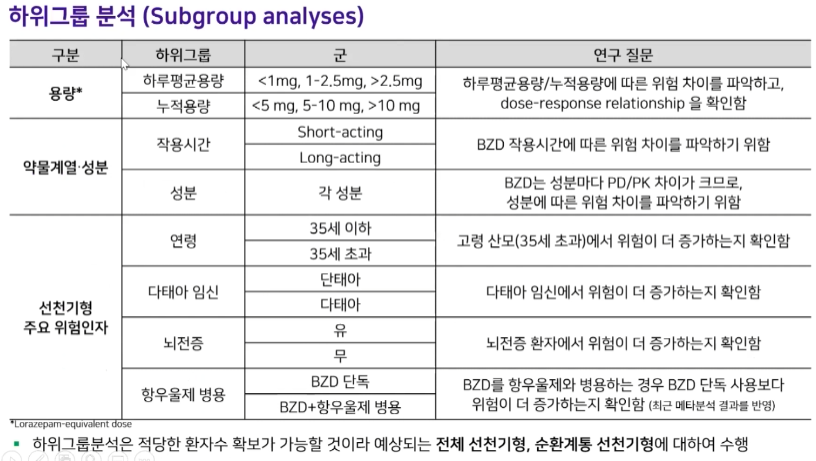 하위그룹 분석 (Subgroup analyses)
구분 하위그룹 군 연구 질문
용량* 하루평균용량 <1mg, 1-2.5mg, >2.5mg 하루평균용량/누적용량에 따른 위험 차이를 파악하고,
누적용량 <5 mg, 5-10 mg, >10 mg dose-response relationship 을 확인함
약물계열·성분 작용시간 Short-acting BZD 작용시간에 따른 위험 차이를 파악하기 위함
Long-acting
성분 각 성분 BZD는 성분마다 PD/PK 차이가 크므로,
성분에 따른 위험 차이를 파악하기 위함
선천기형
주요 위험인자
연령 35세 이하 고령 산모(35세 초과)에서 위험이 더 증가하는지 확인함
35세 초과
다태아 임신 단태아 다태아 임신에서 위험이 더 증가하는지 확인함
다태아
뇌전증 유 뇌전증 환자에서 위험이 더 증가하는지 확인함
무
항우울제 병용 BZD 단독 BZD를 항우울제와 병용하는 경우 BZD 단독 사용보다
BZD+항우울제 병용 위험이 더 증가하는지 확인함 (최근 메타분석 결과를 반영)
*Lorazepam-equivalent dose
▪ 하위그룹분석은 적당한 환자수 확보가 가능할 것이라 예상되는 전체 선천기형, 순환계통 선천기형에 대하여 수행